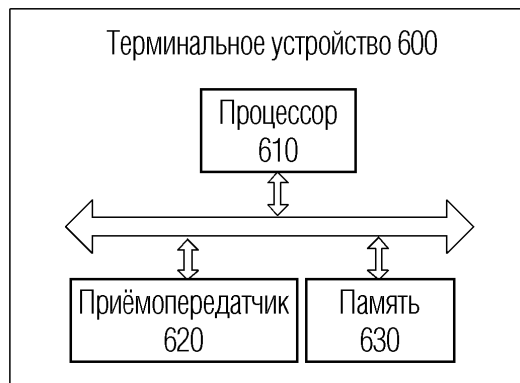 Терминальное устройство 600
Процессор
610
Приёмопередатчик
620
Память
630